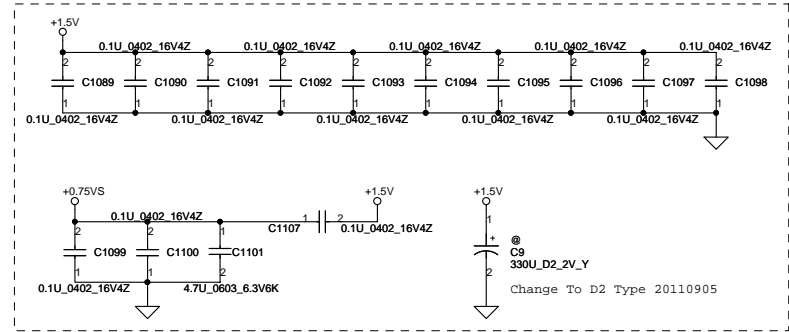 +1.5V
0.1U_0402_16V4Z 0.1U_0402_16V4Z 0.1U_0402_16V4Z 0.1U_0402_16V4Z 0.1U_0402_16V4Z
2 2 2 2 2 2 2 2 2 2
C1089 C1090 C1091 C1092 C1093 C1094 C1095 C1096 C1097 C1098
1 1 1 1 1 1 1 1 1 1
0.1U_0402_16V4Z 0.1U_0402_16V4Z 0.1U_0402_16V4Z 0.1U_0402_16V4Z 0.1U_0402_16V4Z
+0.75VS +1.5V +1.5V
0.1U_0402_16V4Z C1107 1 2 0.1U_0402_16V4Z
2 2 1 1
C1099 C1100 C1101
+ @
C9
330U_D2_2V_Y
1 1 2 2
0.1U_0402_16V4Z 4.7U_0603_6.3V6K
Change To D2 Type 20110905